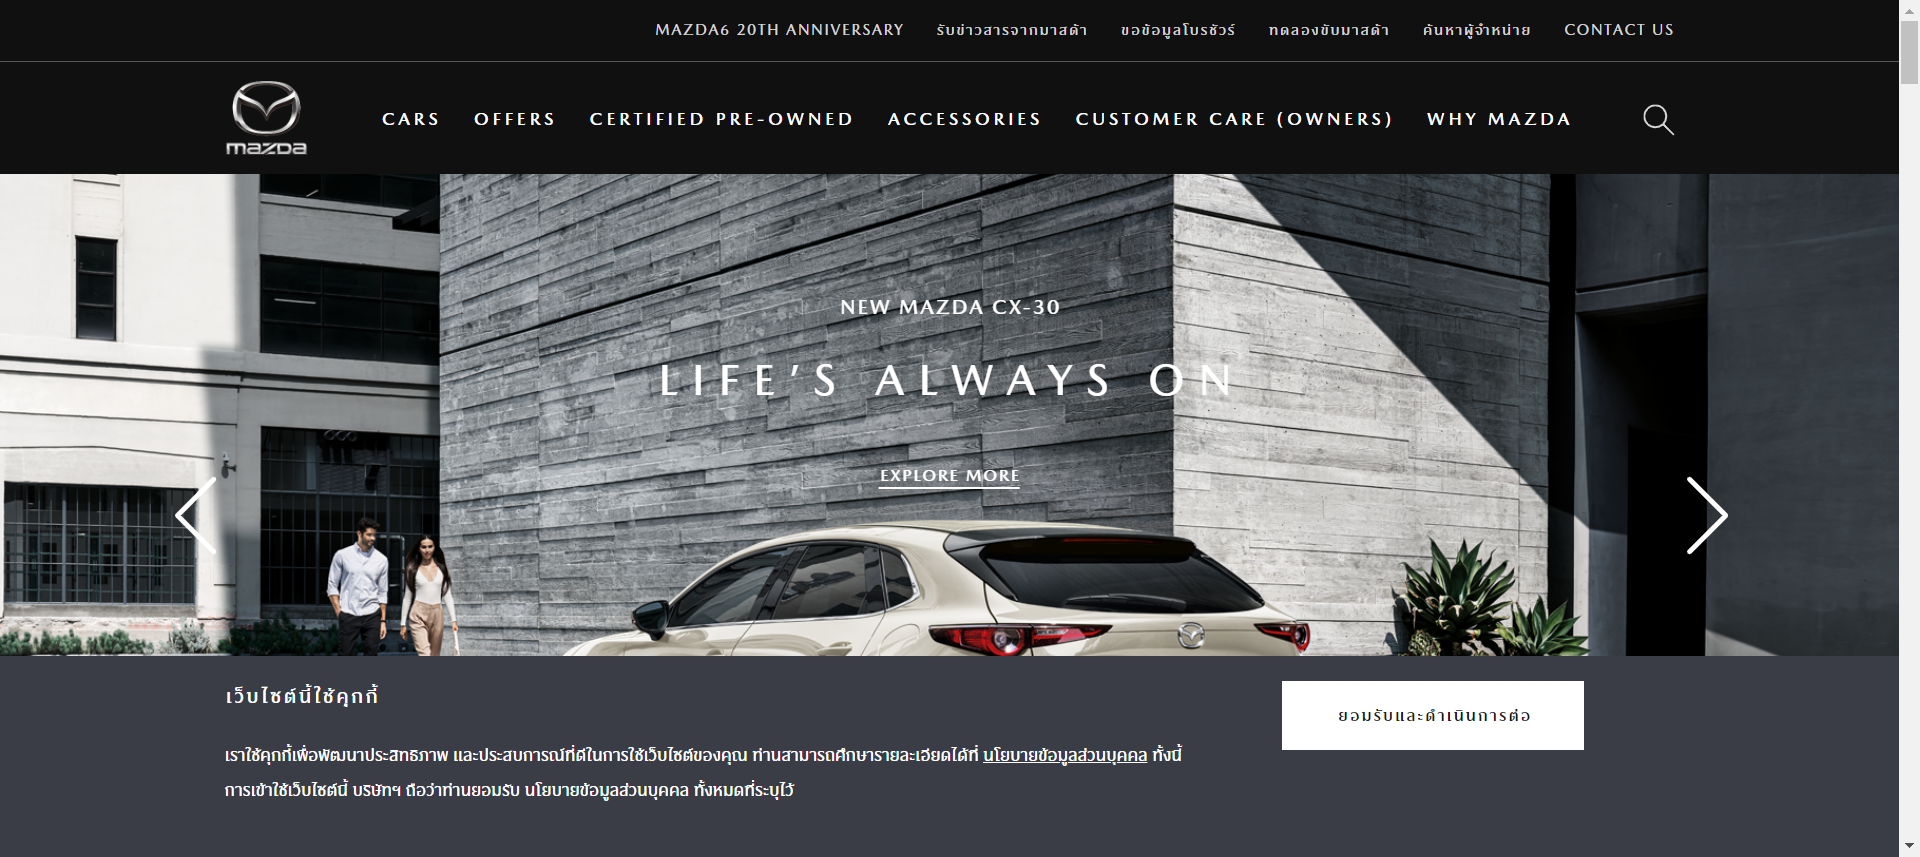 MAZDA6 20TH ANNIVERSARY รับข่าวสารจากมาสด้า ขอข้อมูลโบรชัวร์ ทดลองขับมาสด้า ค้นหาผู้จำหน่าย CONTACT US
mazda CARS OFFERS CERTIFIED PRE-OWNED ACCESSORIES CUSTOMER CARE (OWNERS) WHY MAZDA
NEW MAZDA CX-30
LIFE'S ALWAYS ON
EXPLORE MORE
เว็บไซต์นี้ใช้คุกกี้
ยอมรับและดำเนินการต่อ
เราใช้คุกกี้เพื่อพัฒนาประสิทธิภาพ และประสบการณ์ที่ดีในการใช้เว็บไซต์ของคุณ ท่านสามารถศึกษารายละเอียดได้ที่ นโยบายข้อมูลส่วนบุคคล ทั้งนี้
การเข้าใช้เว็บไซต์นี้ บริษัทฯ ถือว่าท่านยอมรับ นโยบายข้อมูลส่วนบุคคล ทั้งหมดที่ระบุไว้